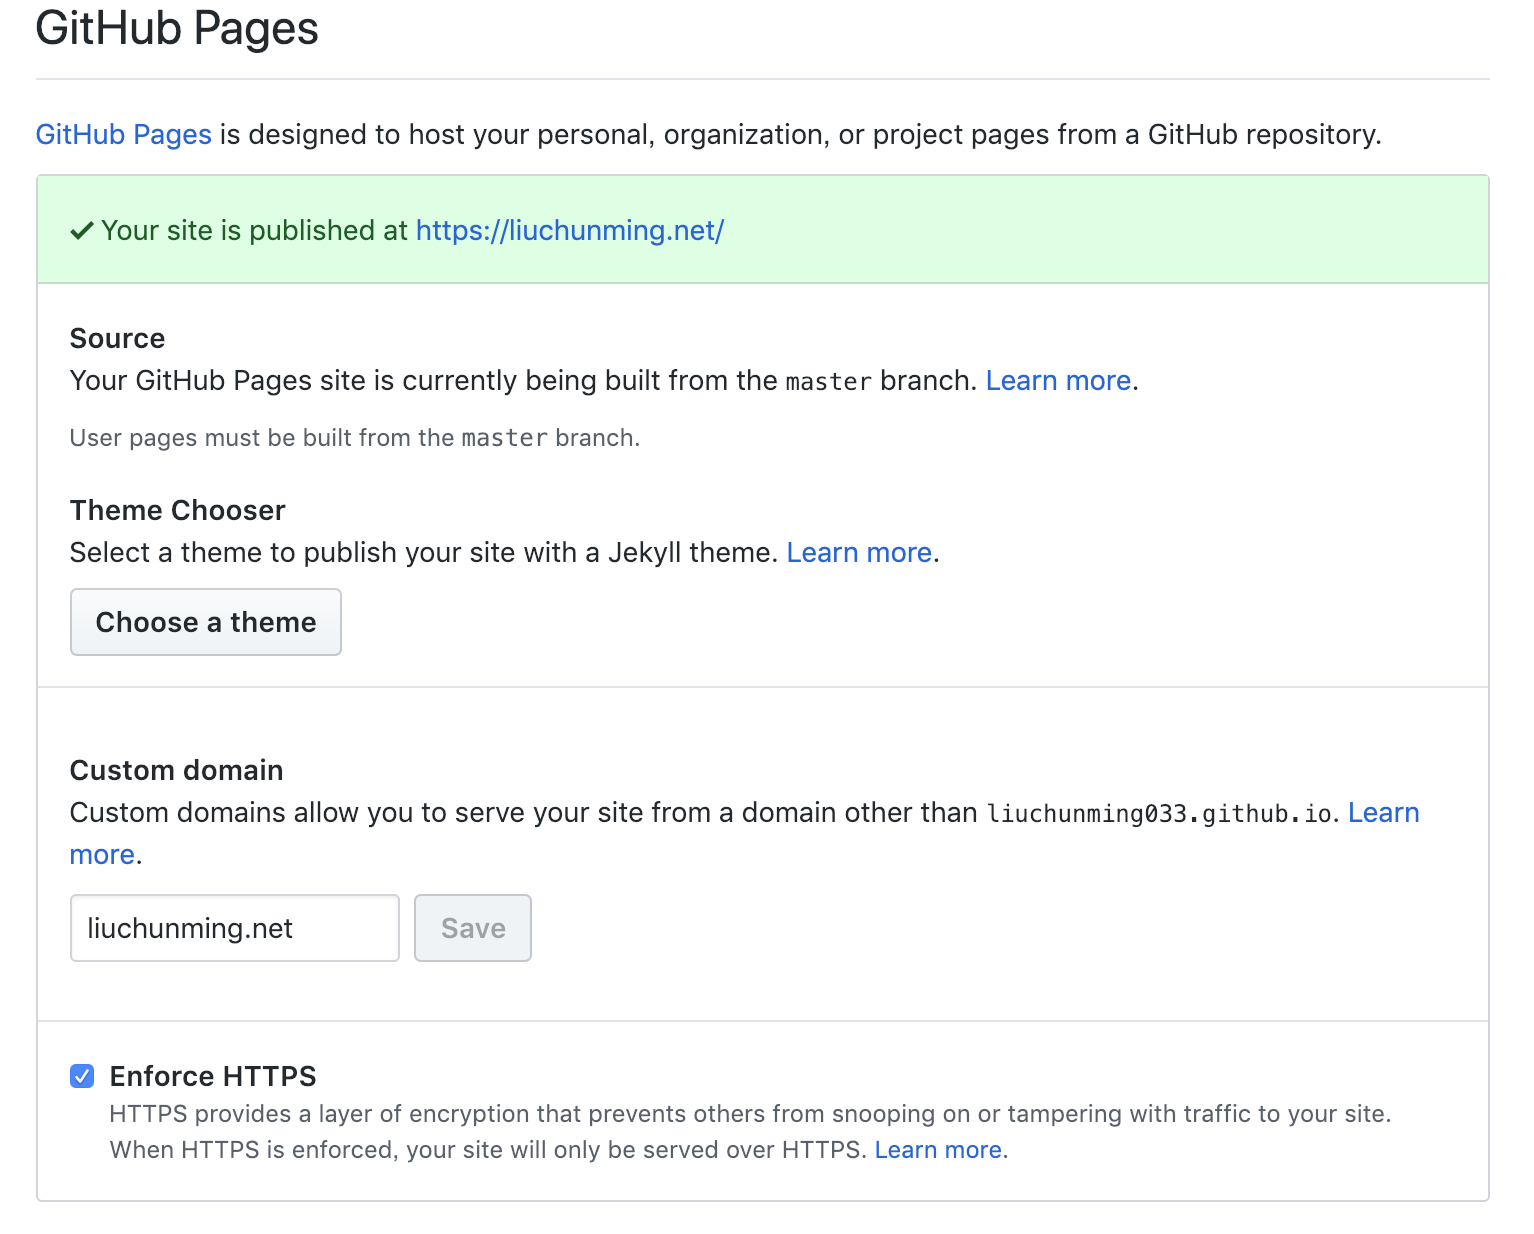 GitHub Pages
GitHub Pages is designed to host your personal, organization, or project pages from a GitHub repository.
Your site is published at https://liuchunming.net/
Source
Your GitHub Pages site is currently being built from the master branch. Learn more.
User pages must be built from the master branch.
Theme Chooser
Select a theme to publish your site with a Jekyll theme. Learn more.
Choose a theme
Custom domain
Custom domains allow you to serve your site from a domain other than liuchunming033.github.io. Learn
more.
liuchunming.net Save
Enforce HTTPS
HTTPS provides a layer of encryption that prevents others from snooping on or tampering with traffic to your site.
When HTTPS is enforced, your site will only be served over HTTPS. Learn more.